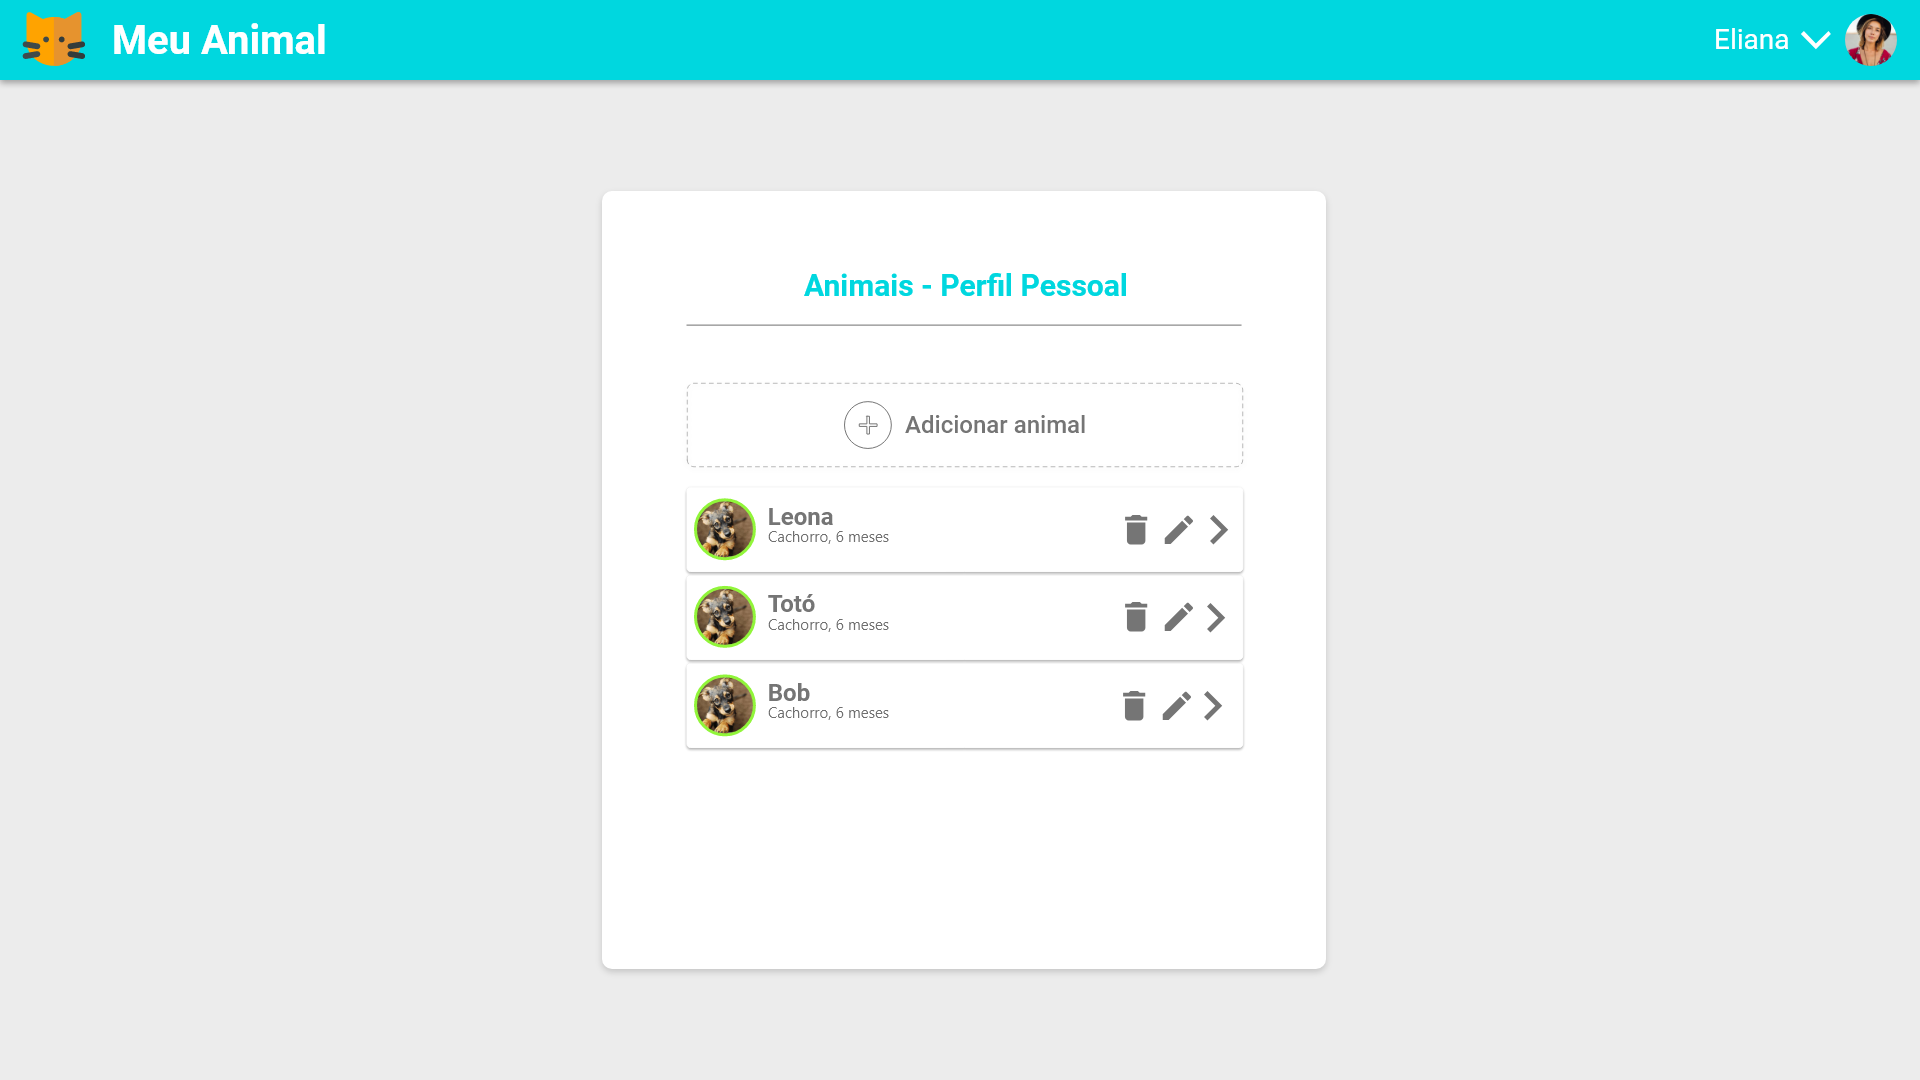 Meu Animal
Eliana
Animais - Perfil Pessoal
Adicionar animal
Leona
Cachorro, 6 meses
Totó
Cachorro, 6 meses
Bob
Cachorro, 6 meses